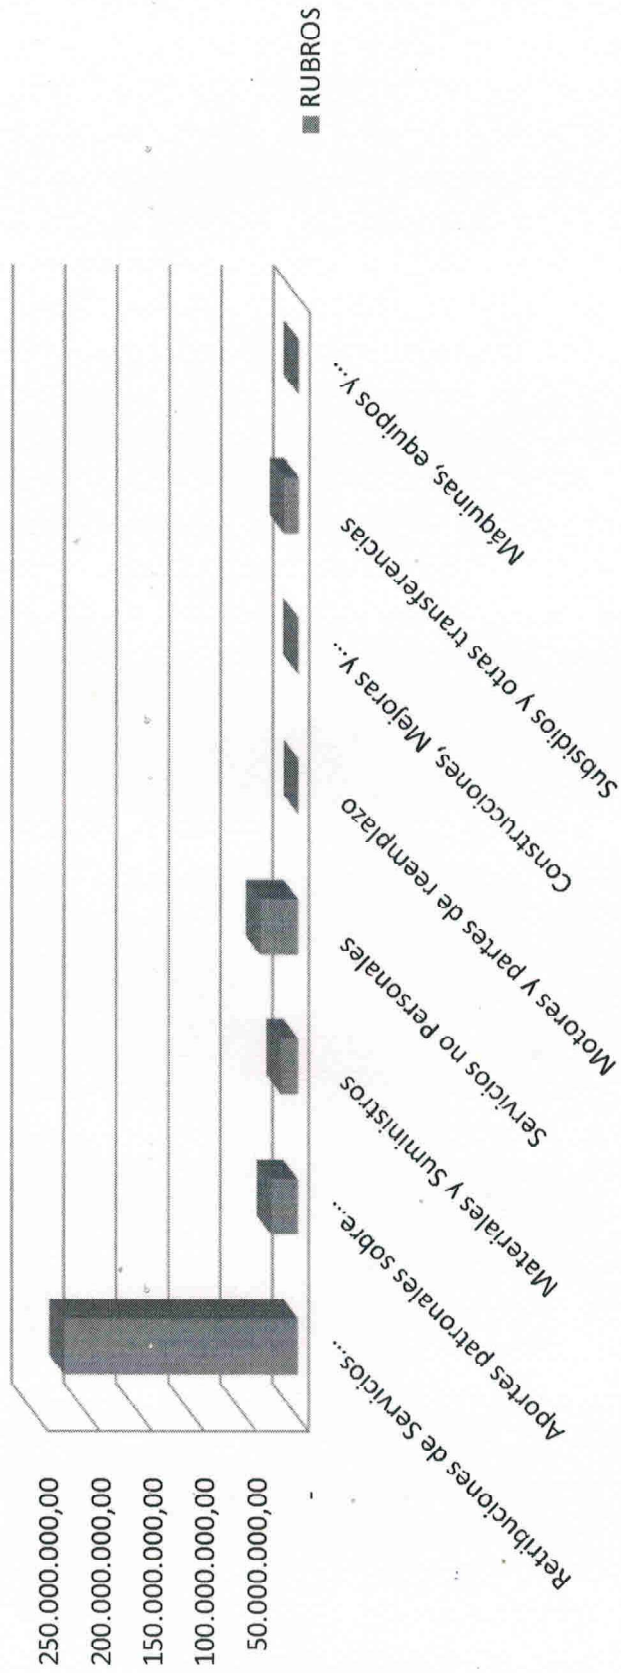 250.000.000,00
200.000.000,00
150.000.000,00
100.000.000,00
50.000.000,00
-
Retribuciones de Servicios...
Aportes patronales sobre...
Materiales y Suministros
Servicios no Personales
Motores y partes de reemplazo
Construcciones, Mejoras y...
Subsidios y otras transferencias
Máquinas, equipos y...
RUBROS